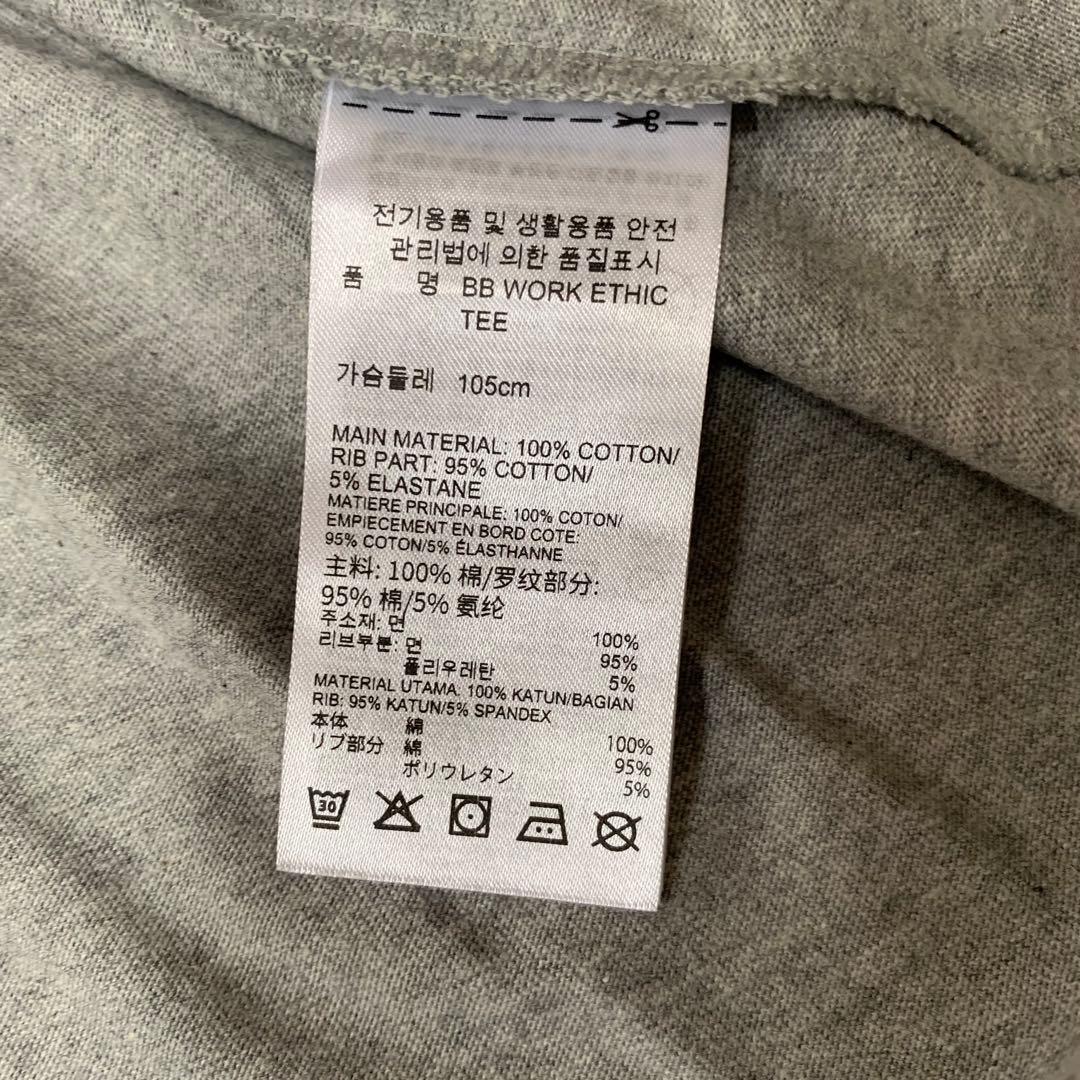 전기용품 및 생활용품 안전
관리법에 의한 품질표시
품 명 BB WORK ETHIC
TEE
가슴둘레 105cm
MAIN MATERIAL: 100% COTTON/
RIB PART: 95% COTTON/
5% ELASTANE
MATIERE PRINCIPALE: 100% COTON/
EMPIECEMENT EN BORD COTE:
95% COTON/5% ÉLASTHANNE
主料: 100% 棉/罗纹部分:
95% 棉/5% 氨纶
주소재: 면 100%
리브부분: 면 95%
폴리우레탄 5%
MATERIAL UTAMA: 100% KATUN/BAGIAN
RIB: 95% KATUN/5% SPANDEX
本体 綿 100%
リブ部分 綿 95%
ポリウレタン 5%
30